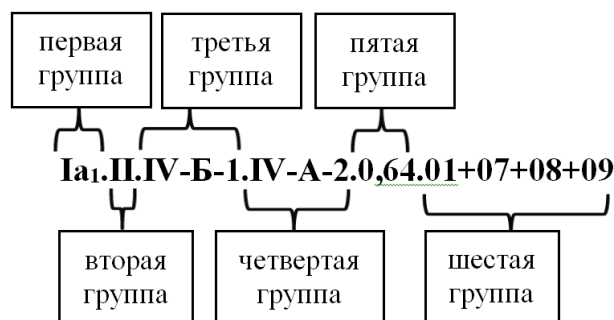 первая
группа
третья
группа
пятая
группа
Ia₁.II.IV-Б-1.IV-А-2.0,64.01+07+08+09
вторая
группа
четвертая
группа
шестая
группа